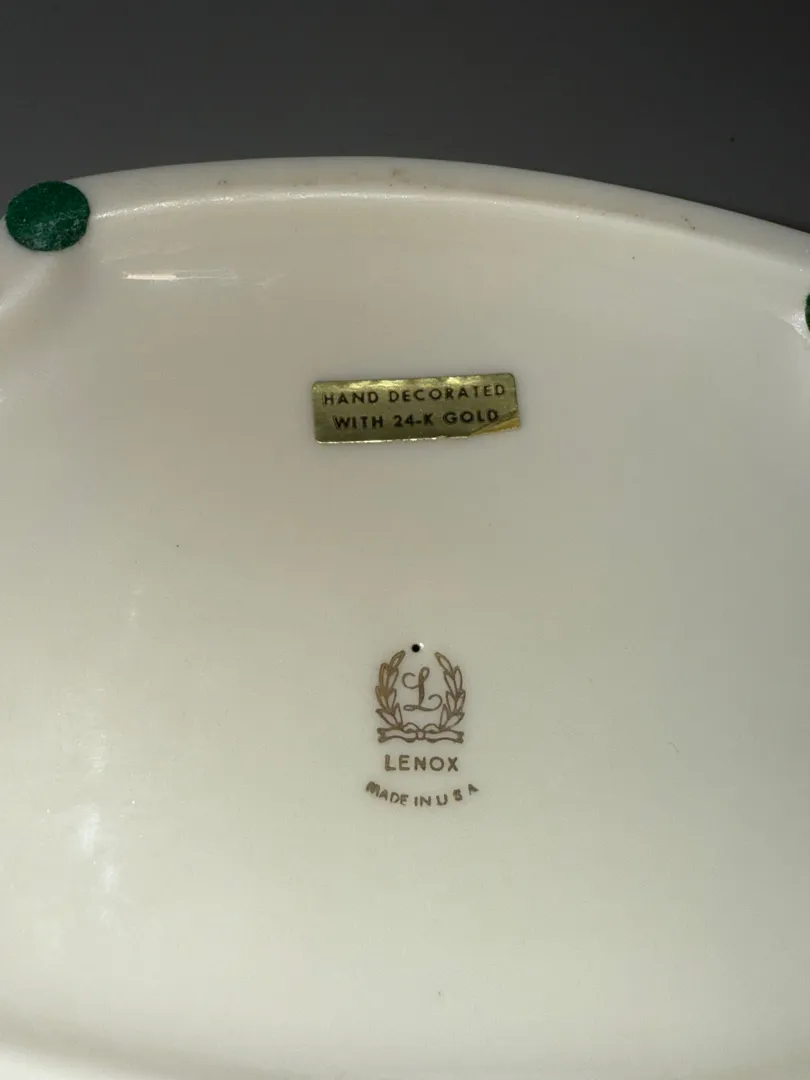 HAND DECORATED
WITH 24-K GOLD
L
LENOX
MADE IN U S A